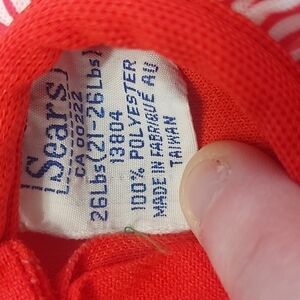 Sears
CA 00222
26Lbs(21-26Lbs)
13804
100% POLYESTER
MADE IN FABRIQUE AU
TAIWAN